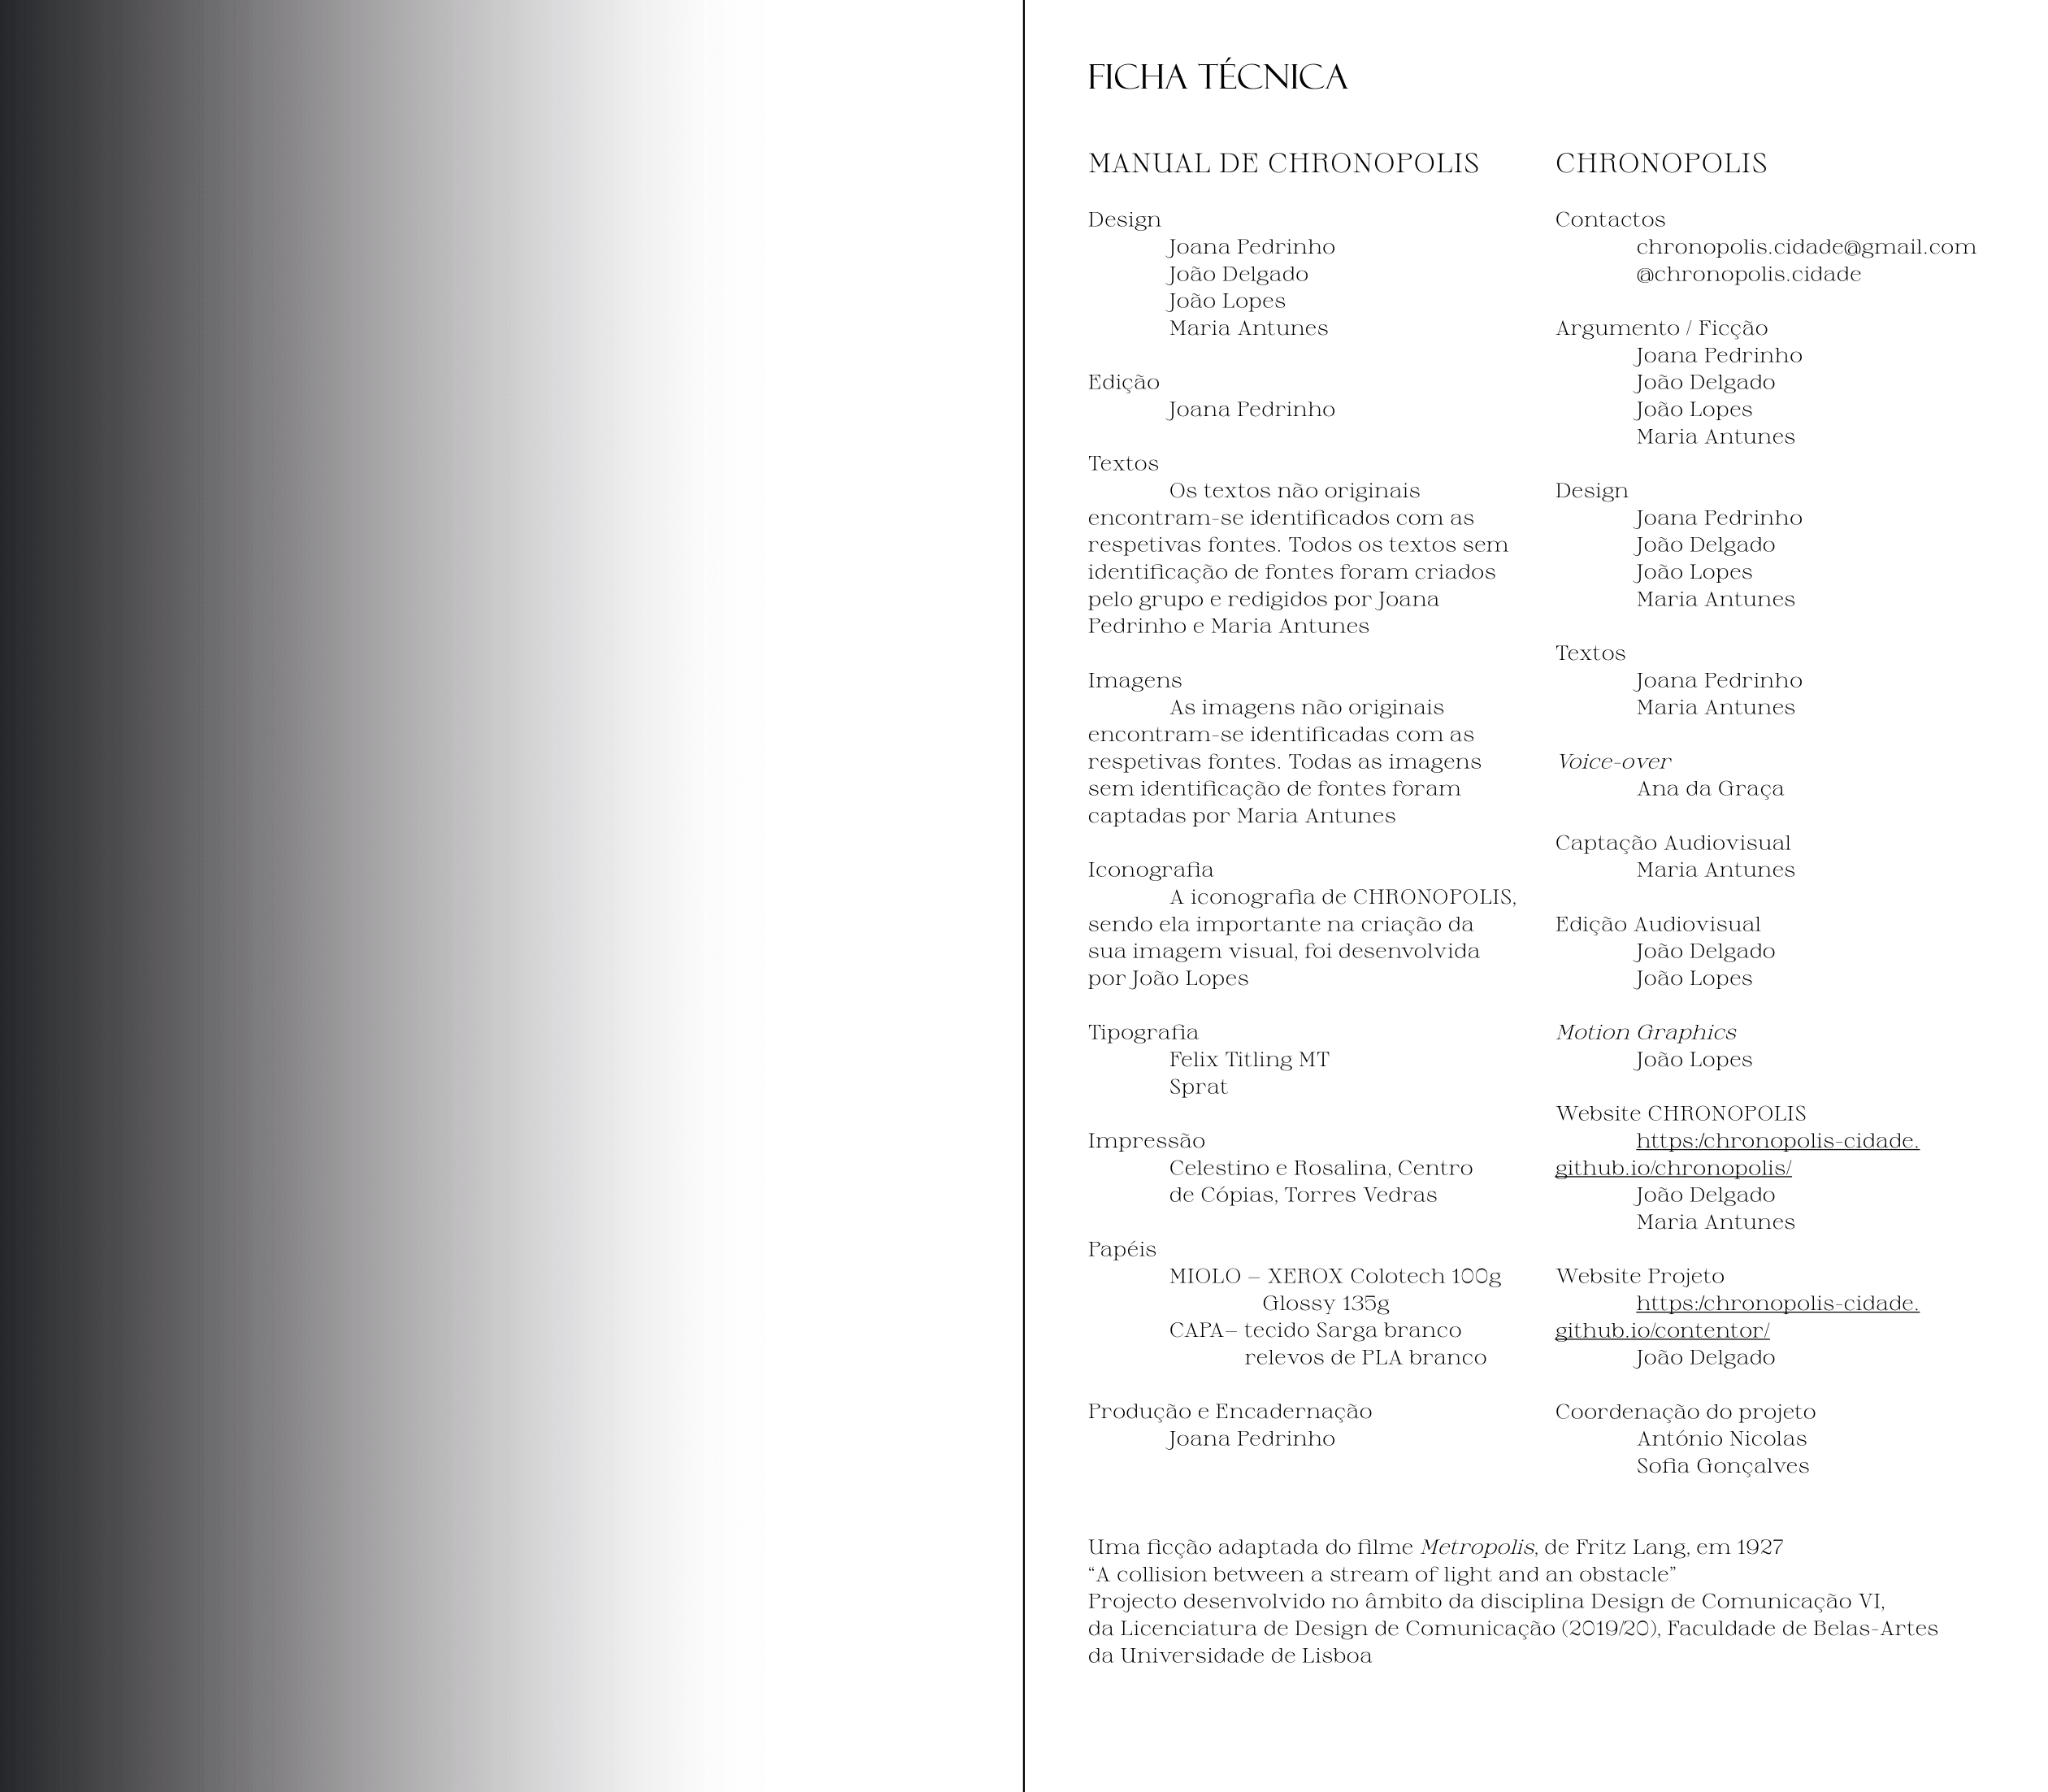 FICHA TÉCNICA
MANUAL DE CHRONOPOLIS
Design
Joana Pedrinho
João Delgado
João Lopes
Maria Antunes
Edição
Joana Pedrinho
Textos
Os textos não originais
encontram-se identificados com as
respetivas fontes. Todos os textos sem
identificação de fontes foram criados
pelo grupo e redigidos por Joana
Pedrinho e Maria Antunes
Imagens
As imagens não originais
encontram-se identificadas com as
respetivas fontes. Todas as imagens
sem identificação de fontes foram
captadas por Maria Antunes
Iconografia
A iconografia de CHRONOPOLIS,
sendo ela importante na criação da
sua imagem visual, foi desenvolvida
por João Lopes
Tipografia
Felix Titling MT
Sprat
Impressão
Celestino e Rosalina, Centro
de Cópias, Torres Vedras
Papéis
MIOLO – XEROX Colotech 100g
Glossy 135g
CAPA– tecido Sarga branco
relevos de PLA branco
Produção e Encadernação
Joana Pedrinho
CHRONOPOLIS
Contactos
chronopolis.cidade@gmail.com
@chronopolis.cidade
Argumento / Ficção
Joana Pedrinho
João Delgado
João Lopes
Maria Antunes
Design
Joana Pedrinho
João Delgado
João Lopes
Maria Antunes
Textos
Joana Pedrinho
Maria Antunes
Voice-over
Ana da Graça
Captação Audiovisual
Maria Antunes
Edição Audiovisual
João Delgado
João Lopes
Motion Graphics
João Lopes
Website CHRONOPOLIS
https:/chronopolis-cidade.
github.io/chronopolis/
João Delgado
Maria Antunes
Website Projeto
https:/chronopolis-cidade.
github.io/contentor/
João Delgado
Coordenação do projeto
António Nicolas
Sofia Gonçalves
Uma ficção adaptada do filme Metropolis, de Fritz Lang, em 1927
“A collision between a stream of light and an obstacle”
Projecto desenvolvido no âmbito da disciplina Design de Comunicação VI,
da Licenciatura de Design de Comunicação (2019/20), Faculdade de Belas-Artes
da Universidade de Lisboa